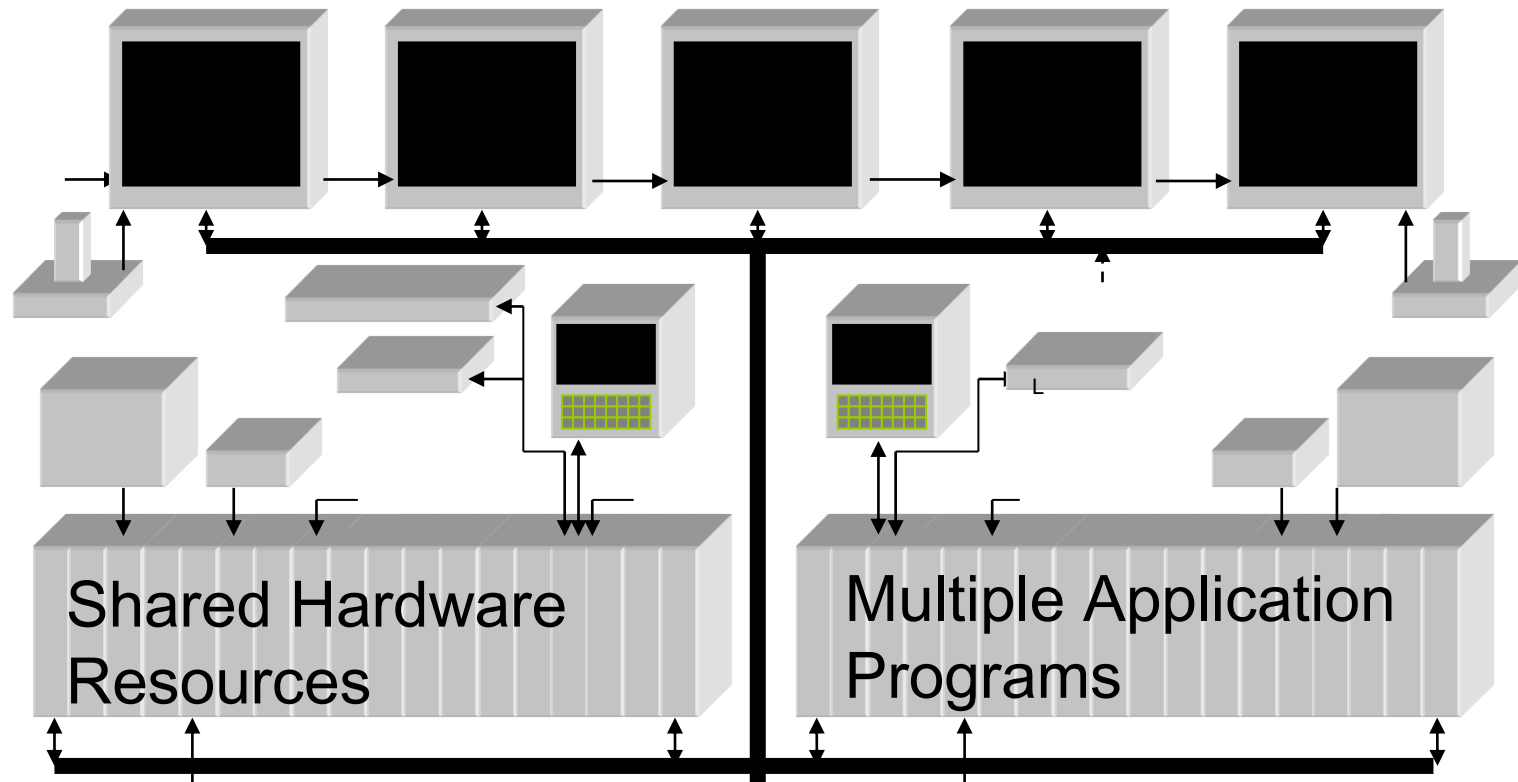 L
Shared Hardware
Resources
Multiple Application
Programs